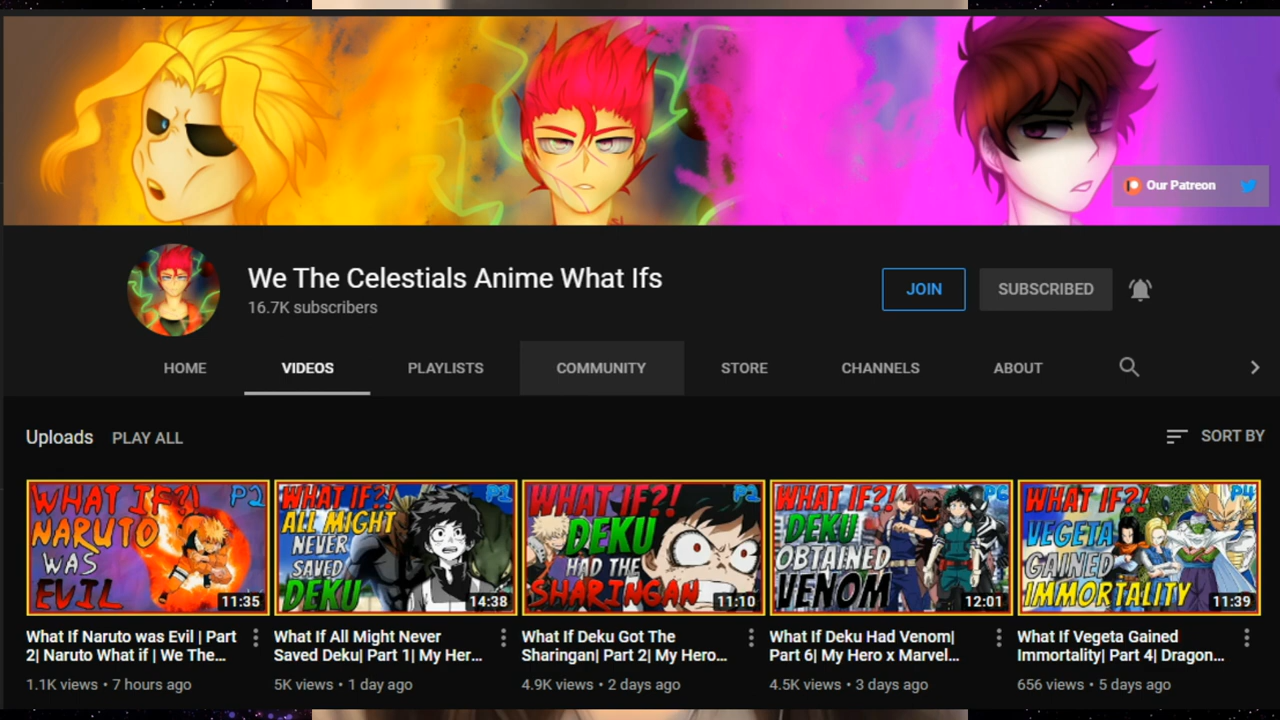 Our Patreon
We The Celestials Anime What Ifs
16.7K subscribers
JOIN
SUBSCRIBED
HOME
VIDEOS
PLAYLISTS
COMMUNITY
STORE
CHANNELS
ABOUT
Uploads
PLAY ALL
SORT BY
WHAT IF?! P2
NARUTO
WAS
EVIL
11:35
WHAT IF?! P1
ALL MIGHT
NEVER
SAVED
DEKU
14:38
WHAT IF?! P2
DEKU
HAD THE
SHARINGAN
11:10
WHAT IF?! P6
DEKU
OBTAINED
VENOM
12:01
WHAT IF?! P4
VEGETA
GAINED
IMMORTALITY
11:39
What If Naruto was Evil | Part
2| Naruto What if | We The...
1.1K views • 7 hours ago
What If All Might Never
Saved Deku| Part 1| My Her...
5K views • 1 day ago
What If Deku Got The
Sharingan| Part 2| My Hero...
4.9K views • 2 days ago
What If Deku Had Venom|
Part 6| My Hero x Marvel...
4.5K views • 3 days ago
What If Vegeta Gained
Immortality| Part 4| Dragon...
656 views • 5 days ago